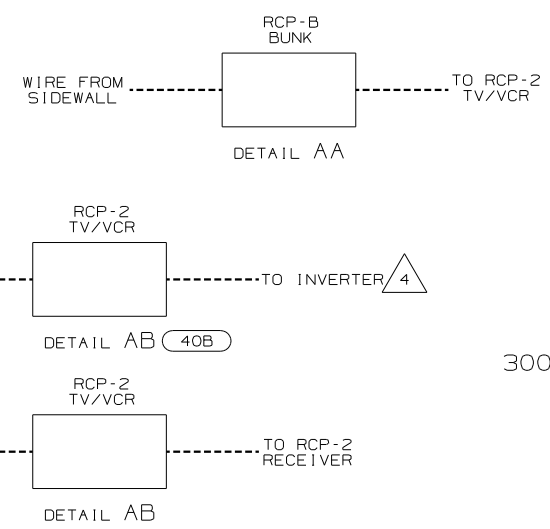 RCP-B
BUNK
WIRE FROM
SIDEWALL
TO RCP-2
TV/VCR
DETAIL AA
RCP-2
TV/VCR
TO INVERTER 4
DETAIL AB 40B
300
RCP-2
TV/VCR
TO RCP-2
RECEIVER
DETAIL AB